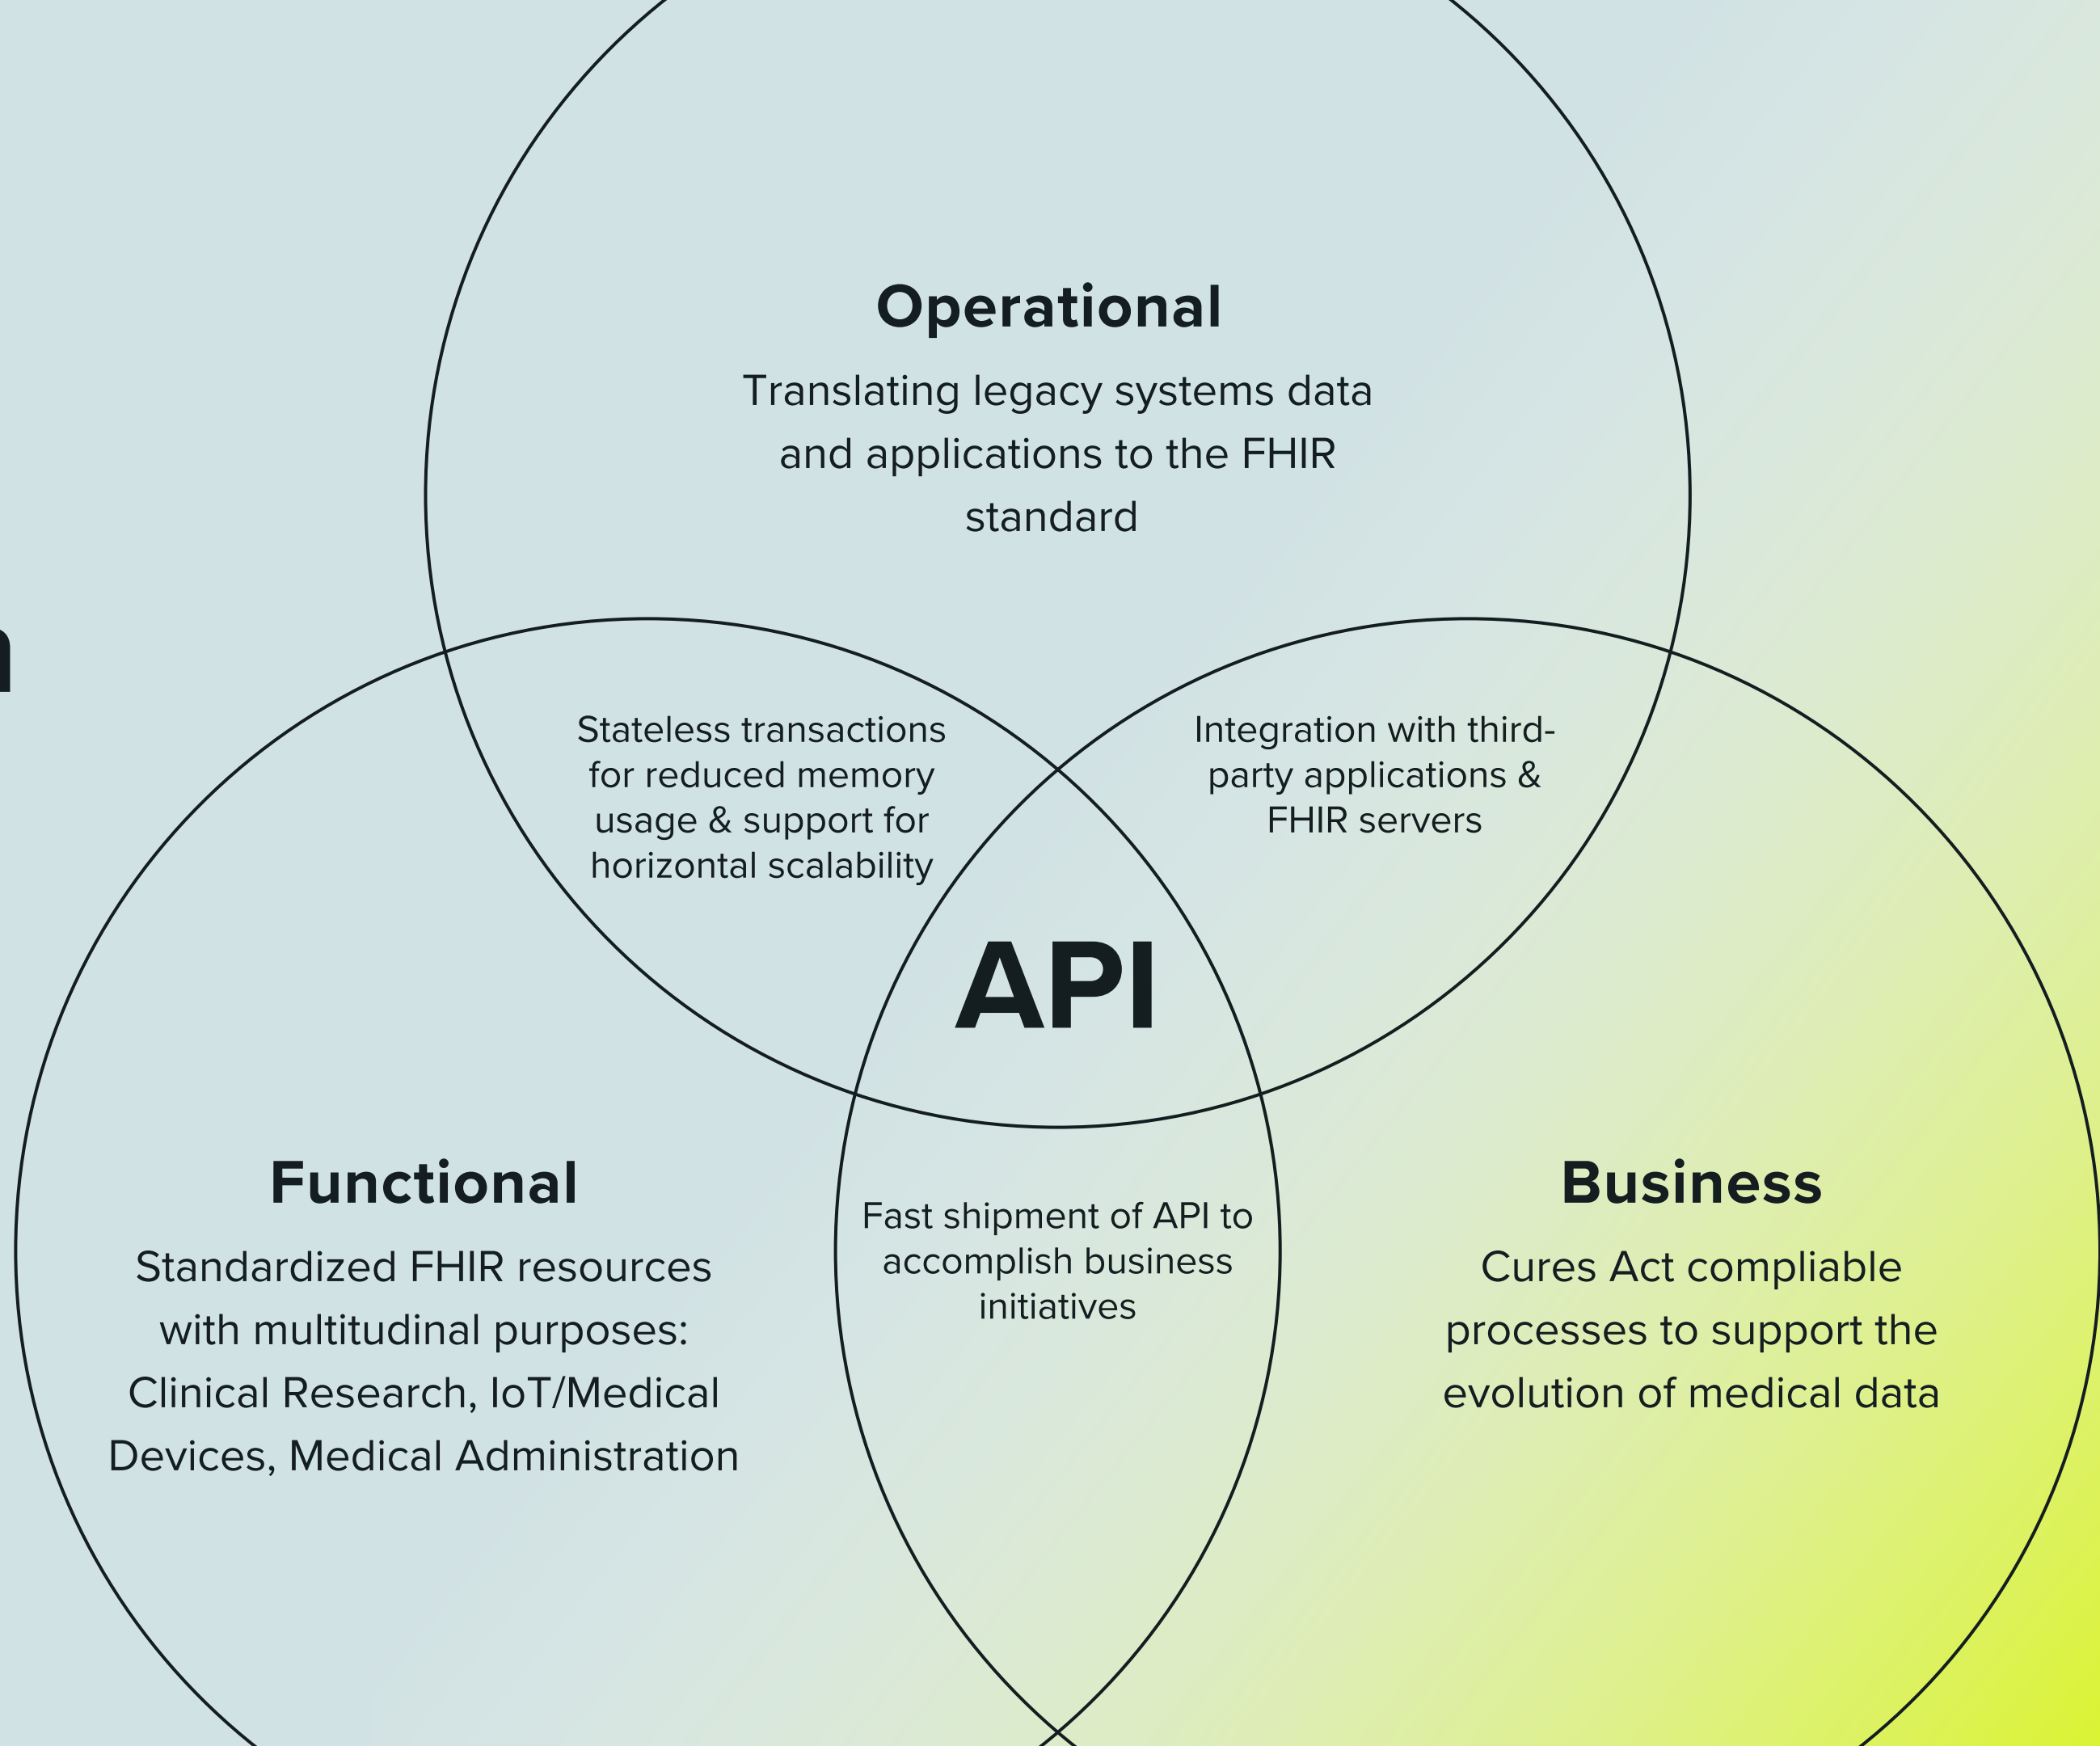 Operational
Translating legacy systems data
and applications to the FHIR
standard
Stateless transactions
for reduced memory
usage & support for
horizontal scalability
Integration with third-
party applications &
FHIR servers
API
Functional
Standardized FHIR resources
with multitudinal purposes:
Clinical Research, IoT/Medical
Devices, Medical Administration
Fast shipment of API to
accomplish business
initiatives
Business
Cures Act compliable
processes to support the
evolution of medical data